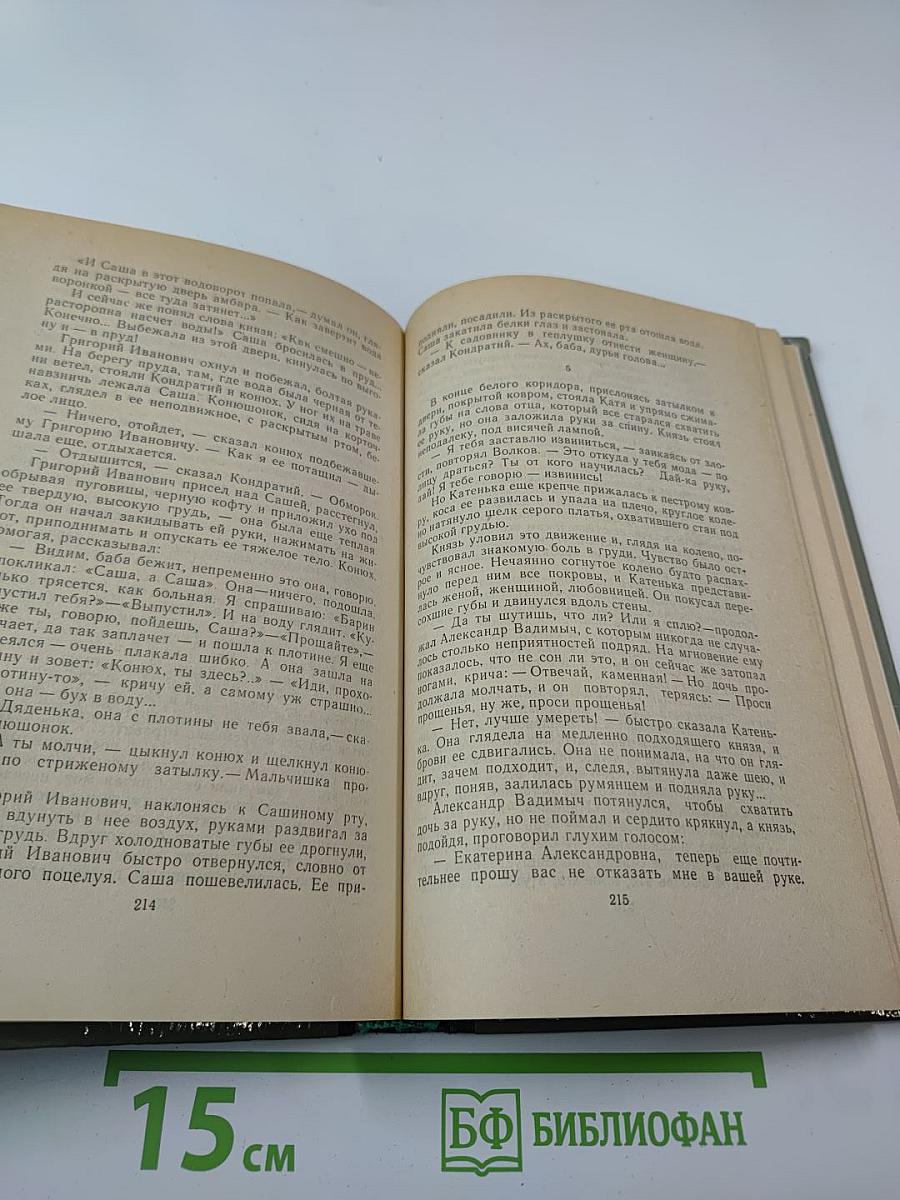 «И Саша в этот водоворот попала,— думал он, гля-
дя на раскрытую дверь амбара. — Как завертит вода
воронкой — все туда затянет...»
И сейчас же понял слова князя: «Как смешно — не-
расторопна насчет воды!» Саша бросилась в пруд...
Конечно... Выбежала из этой двери, кинулась по выго-
ну и — в пруд!
Григорий Иванович охнул и побежал, болтая рука-
ми. На берегу пруда, там, где вода была черная от те-
ни ветел, стояли Кондратий и конюх. У ног их на траве
навзничь лежала Саша. Конюшонок, сидя на корточ-
ках, глядел в ее неподвижное, с раскрытым ртом, бе-
лое лицо.
— Ничего, отойдет, — сказал конюх подбежавше-
му Григорию Ивановичу. — Как я ее потащил — ды-
шала еще, отдыхается.
— Отдышится, — сказал Кондратий. — Обморок.
Григорий Иванович присел над Сашей, расстегнул,
обрывая пуговицы, черную кофту и приложил ухо под
ее твердую, высокую грудь, — она была еще теплая
Тогда он начал закидывать ей руки, нажимать на жи-
вот, приподнимать и опускать ее тяжелое тело. Конюх,
омогая, рассказывал:
— Видим, баба бежит, непременно это она, говорю,
покликал: «Саша, а Саша». Она—ничего, подошла,
лько трясется, как больная. Я спрашиваю: «Барин
пустил тебя?»—«Выпустил». И на воду глядит. «Ку-
же ты, говорю, пойдешь, Саша?»—«Прощайте»,—
чает, да так заплачет — и пошла к плотине. Я еще
еялся — очень плакала шибко. А она зашла на
ину и зовет: «Конюх, ты здесь?..» — «Иди, прохо-
отину-то», — кричу ей, а самому уж страшно...
она — бух в воду...
Дяденька, она с плотины не тебя звала,— ска-
нюшонок.
А ты молчи, — цыкнул конюх и щелкнул коню-
по стриженому затылку.— Мальчишка про-
орий Иванович, наклонясь к Сашиному рту,
вдунуть в нее воздух, руками раздвигал за
грудь. Вдруг холодноватые губы ее дрогнули,
ий Иванович быстро отвернулся, словно от
ного поцелуя. Саша пошевелилась. Ее при-
214
подняли, посадили. Из раскрытого ее рта отошла вода.
Саша закатила белки глаз и застонала.
— К садовнику в теплушку отнести женщину,—
сказал Кондратий. — Ах, баба, дурья голова...
5
В конце белого коридора, прислонясь затылком к
двери, покрытой ковром, стояла Катя и упрямо сжима-
ла губы на слова отца, который все старался схватить
ее руку, но она заложила руки за спину. Князь стоял
неподалеку, под висячей лампой.
— Я тебя заставлю извиниться, — заикаясь от зло-
сти, повторял Волков. — Это откуда у тебя мода — по
лицу драться? Ты от кого научилась? Дай-ка руку,
дай! Я тебе говорю — извинись!
Но Катенька еще крепче прижалась к пестрому ков-
ру, коса ее развилась и упала на плечо, круглое коле-
но натянуло шелк серого платья, охватившего стан под
высокой грудью.
Князь уловил это движение и, глядя на колено, по-
чувствовал знакомую боль в груди. Чувство было ост-
рое и ясное. Нечаянно согнутое колено будто распах-
нуло перед ним все покровы, и Катенька представи-
лась женой, женщиной, любовницей. Он покусал пере-
сохшие губы и двинулся вдоль стены.
— Да ты шутишь, что ли? Или я сплю?—продол-
жал Александр Вадимыч, с которым никогда не случа-
лось столько неприятностей подряд. На мгновение ему
показалось, что не сон ли это, и он сейчас же затопал
ногами, крича: — Отвечай, каменная! — Но дочь про-
должала молчать, и он повторял, теряясь: — Проси
прощенья, ну же, проси прощенья!
— Нет, лучше умереть! — быстро сказала Катень-
ка. Она глядела на медленно подходящего князя, и
брови ее сдвигались. Она не понимала, на что он гля-
дит, зачем подходит, и, следя, вытянула даже шею, и
вдруг, поняв, залилась румянцем и подняла руку...
Александр Вадимыч потянулся, чтобы схватить
дочь за руку, но не поймал и сердито крякнул, а князь,
подойдя, проговорил глухим голосом:
— Екатерина Александровна, теперь еще почти-
тельнее прошу вас не отказать мне в вашей руке.
215
15 см
БФ БИБЛИОФАН